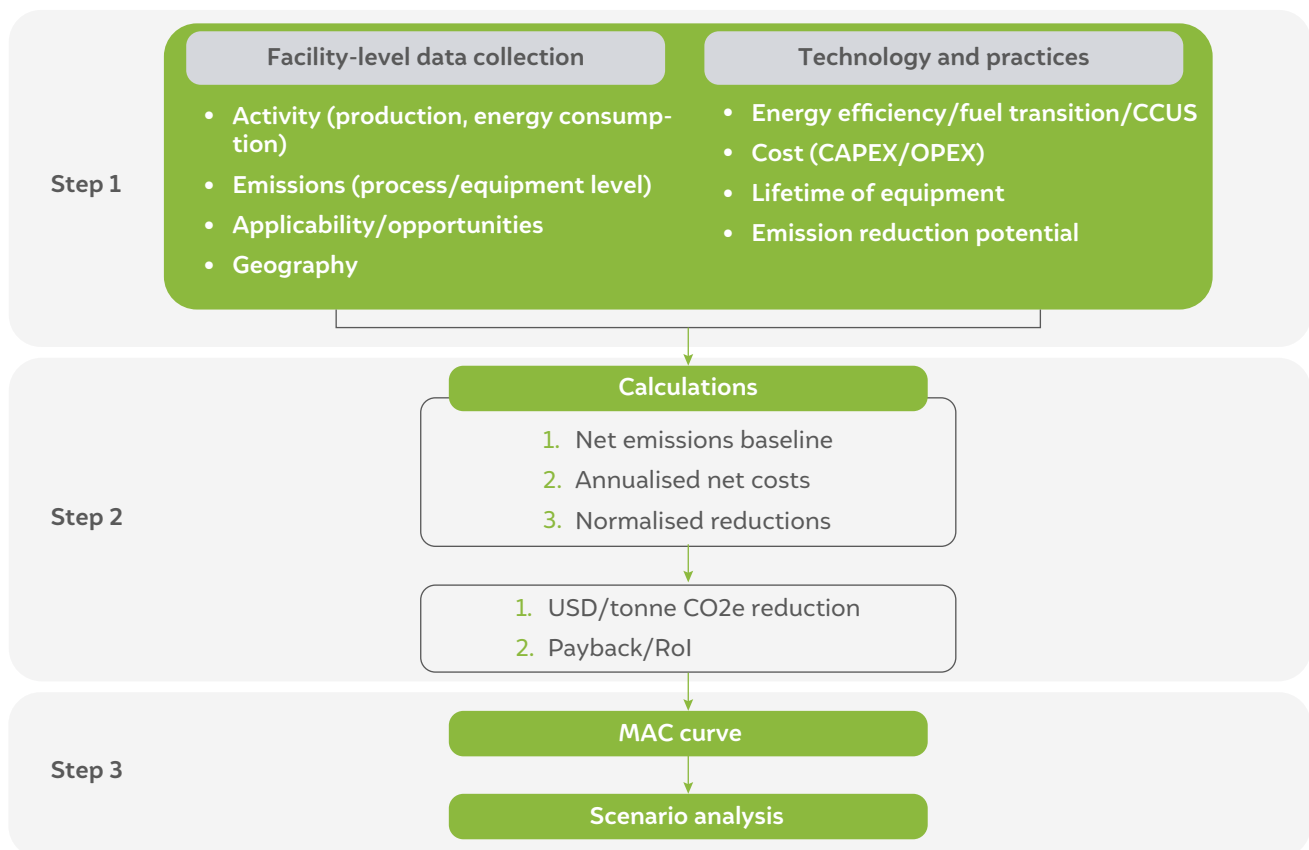 Step 1
Facility-level data collection
• Activity (production, energy consump-
tion)
• Emissions (process/equipment level)
• Applicability/opportunities
• Geography
Technology and practices
• Energy efficiency/fuel transition/CCUS
• Cost (CAPEX/OPEX)
• Lifetime of equipment
• Emission reduction potential
Step 2
Calculations
1. Net emissions baseline
2. Annualised net costs
3. Normalised reductions
1. USD/tonne CO2e reduction
2. Payback/RoI
Step 3
MAC curve
Scenario analysis